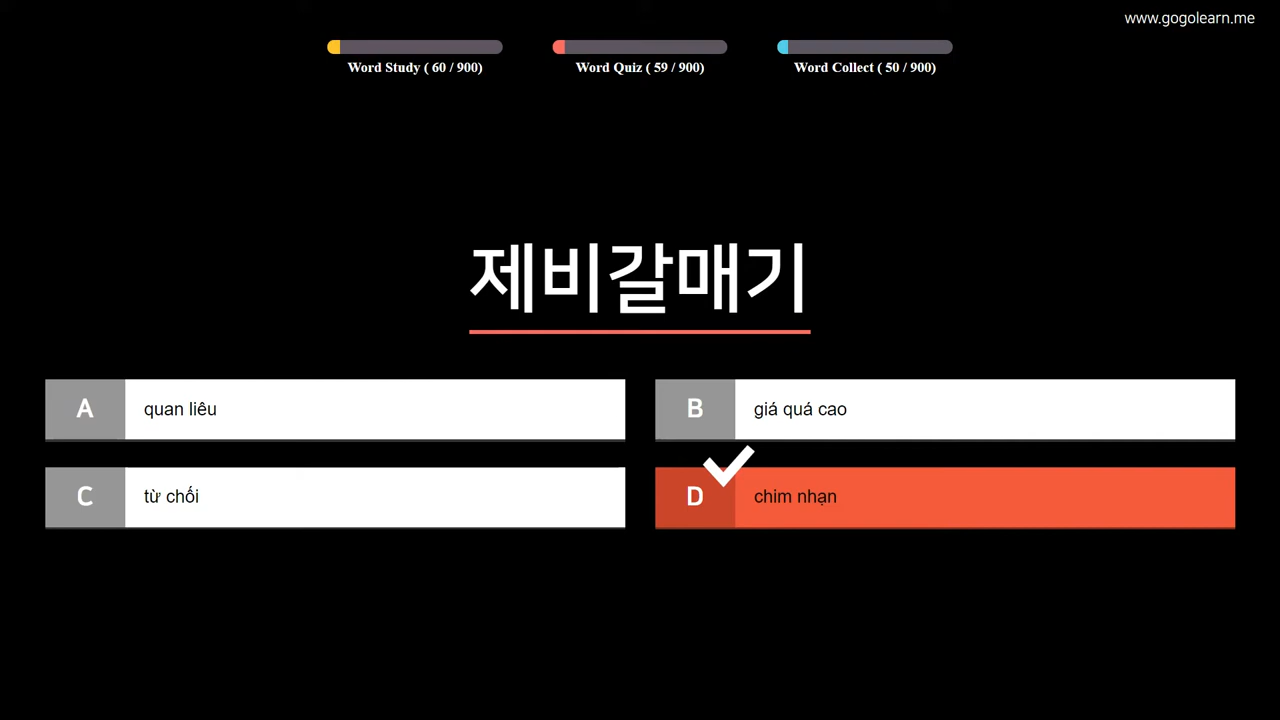 www.gogolearn.me
Word Study ( 60 / 900)
Word Quiz ( 59 / 900)
Word Collect ( 50 / 900)
제비갈매기
A quan liêu
B giá quá cao
C từ chối
D chim nhạn